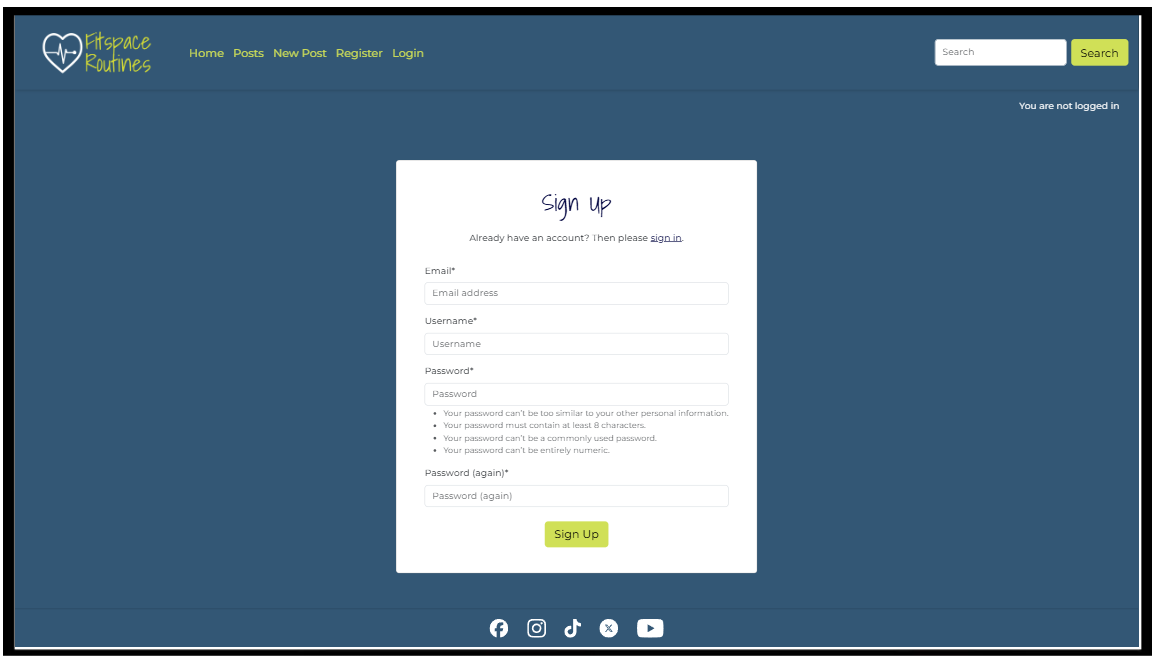 Fitspace
Routines
Home Posts New Post Register Login
Search
Search
You are not logged in
Sign Up
Already have an account? Then please sign in.
Email*
Email address
Username*
Username
Password*
Password
• Your password can't be too similar to your other personal information.
• Your password must contain at least 8 characters.
• Your password can't be a commonly used password.
• Your password can't be entirely numeric.
Password (again)*
Password (again)
Sign Up